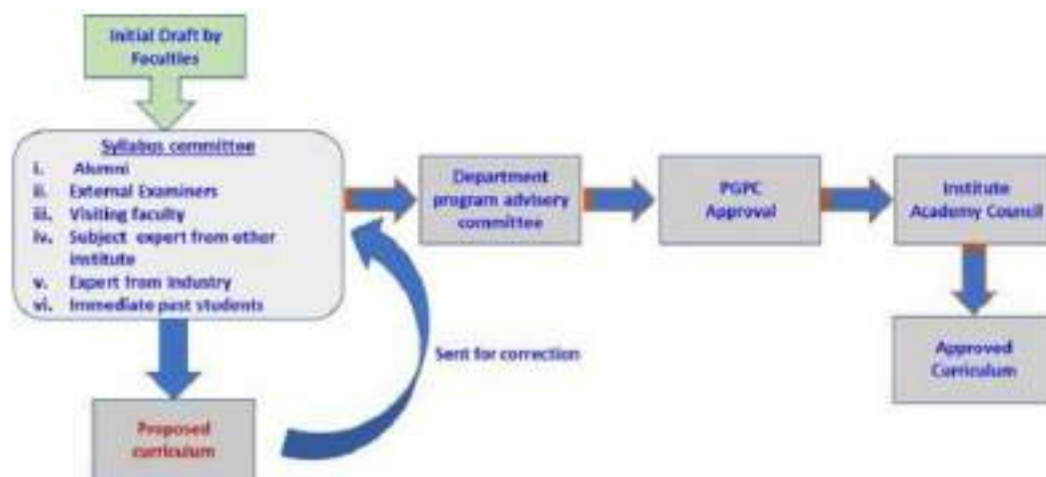 Initial Draft by
Faculties
Syllabus committee
i. Alumni
ii. External Examiners
iii. Visiting faculty
iv. Subject expert from other
institute
v. Expert from Industry
vi. Immediate past students
Proposed
curriculum
Sent for correction
Department
program advisory
committee
PGPC
Approval
Institute
Academy Council
Approved
Curriculum